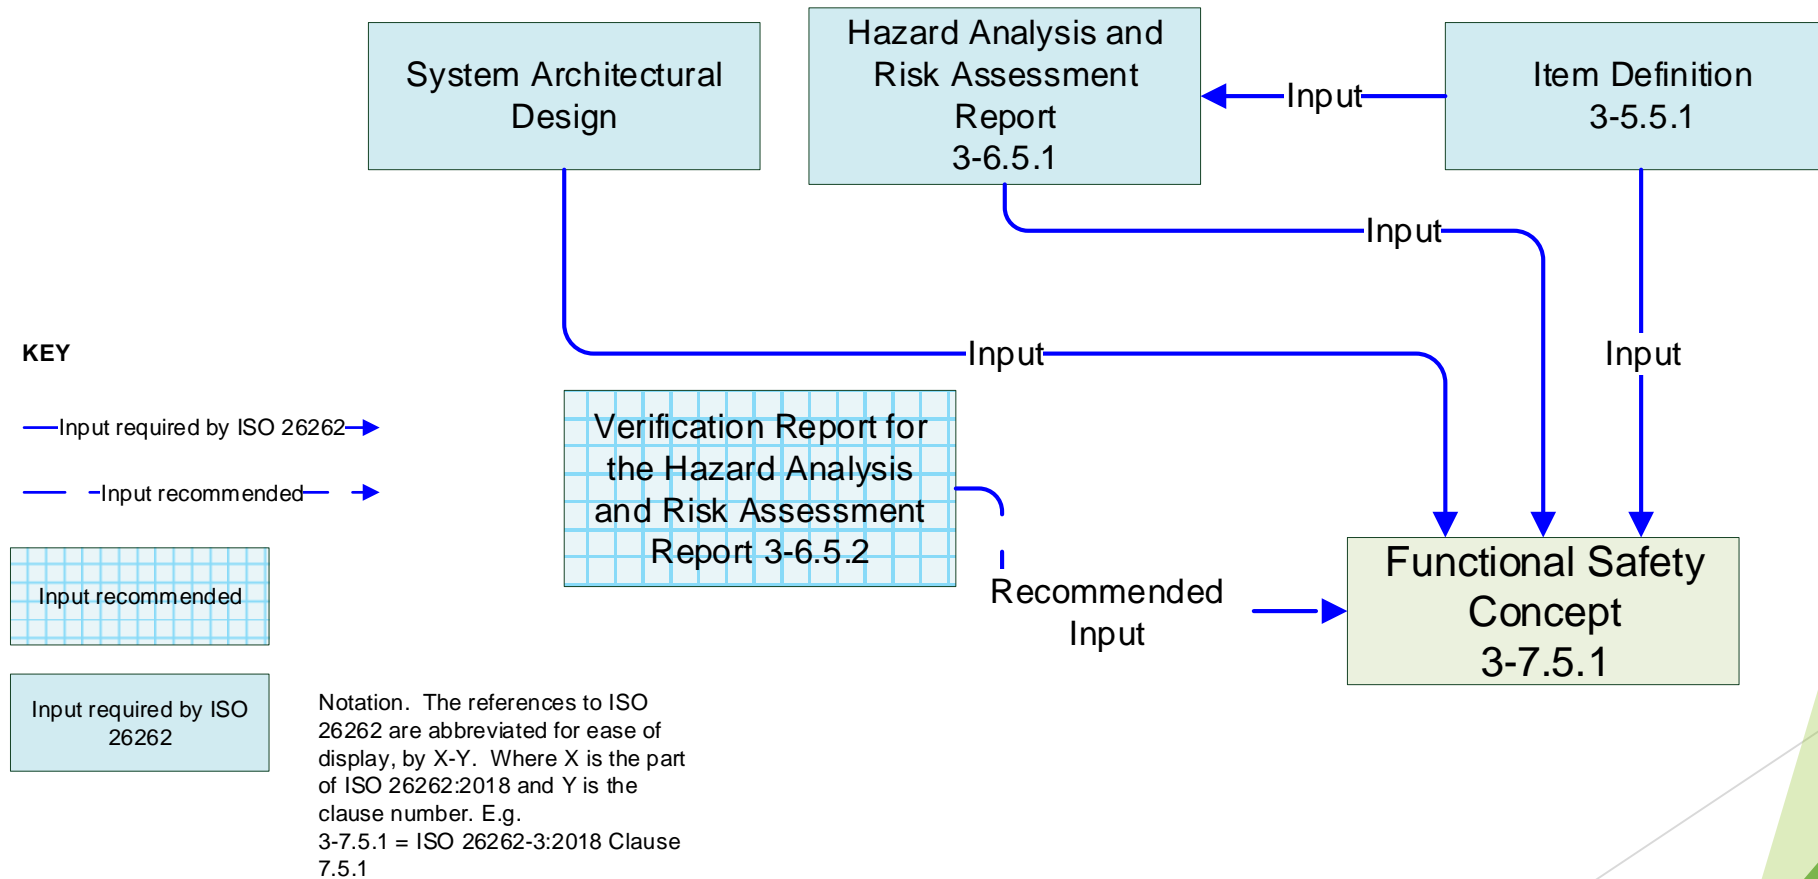 System Architectural
Design
Hazard Analysis and
Risk Assessment
Report
3-6.5.1
Input
Item Definition
3-5.5.1
Input
Input
Input
KEY
Input required by ISO 26262
Input recommended
Input recommended
Input required by ISO
26262
Verification Report for
the Hazard Analysis
and Risk Assessment
Report 3-6.5.2
Recommended
Input
Functional Safety
Concept
3-7.5.1
Notation. The references to ISO
26262 are abbreviated for ease of
display, by X-Y. Where X is the part
of ISO 26262:2018 and Y is the
clause number. E.g.
3-7.5.1 = ISO 26262-3:2018 Clause
7.5.1